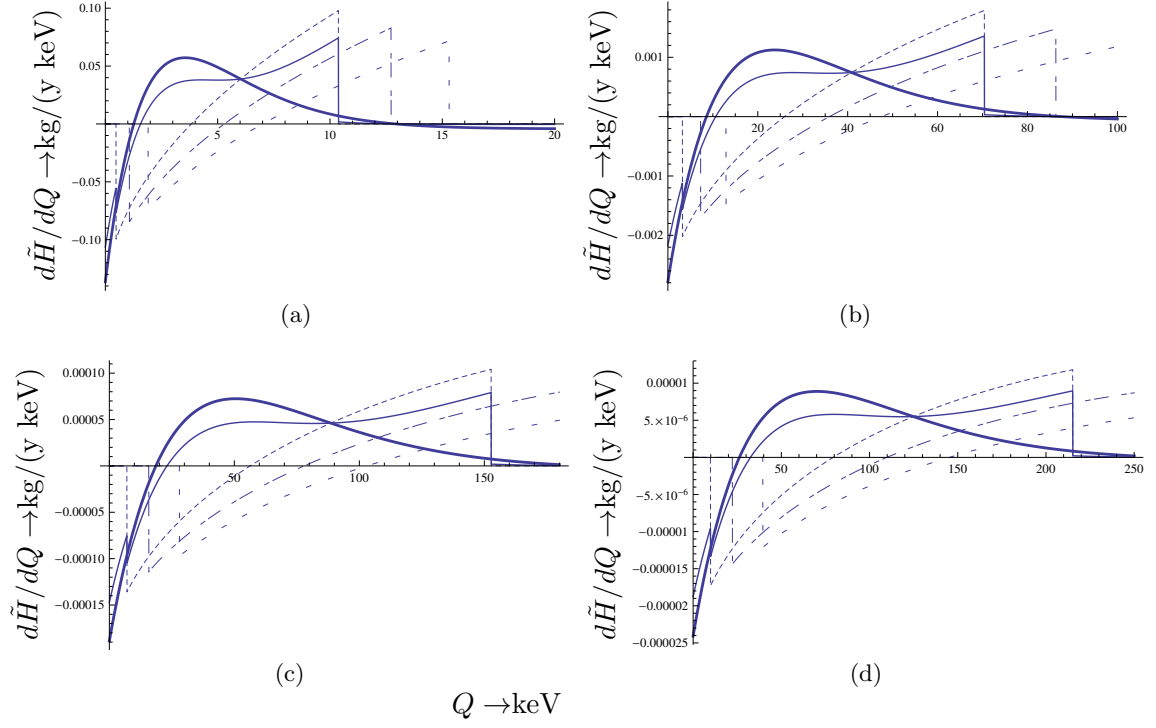 dH̃/dQ →kg/(y keV)
0.10
0.05
−0.05
−0.10
5 10 15 20
(a)
dH̃/dQ →kg/(y keV)
0.001
−0.001
−0.002
20 40 60 80 100
(b)
dH̃/dQ →kg/(y keV)
0.00010
0.00005
−0.00005
−0.00010
−0.00015
50 100 150
(c)
dH̃/dQ →kg/(y keV)
0.00001
5.×10⁻⁶
−5.×10⁻⁶
−0.00001
−0.000015
−0.00002
−0.000025
50 100 150 200 250
(d)
Q →keV